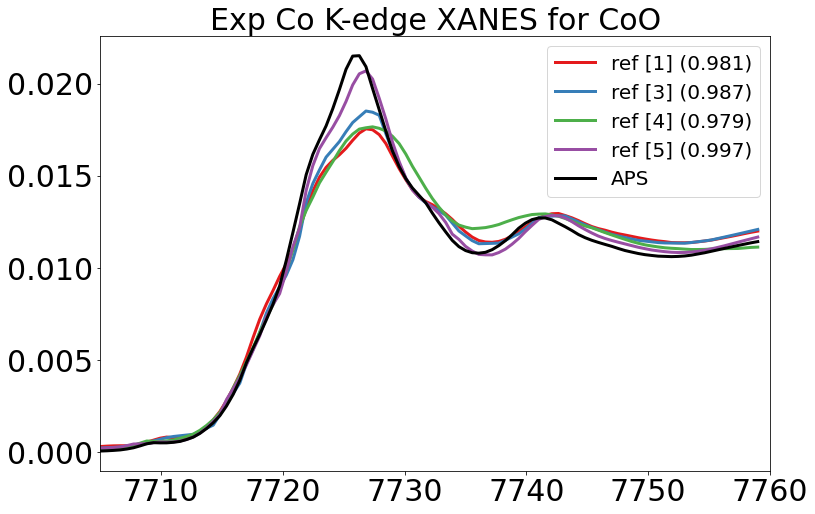 Exp Co K-edge XANES for CoO
ref [1] (0.981)
ref [3] (0.987)
ref [4] (0.979)
ref [5] (0.997)
APS
0.020
0.015
0.010
0.005
0.000
7710 7720 7730 7740 7750 7760